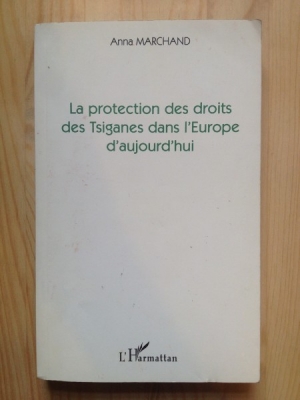 Anna MARCHAND
La protection des droits
des Tsiganes dans l'Europe
d'aujourd'hui
L'Harmattan